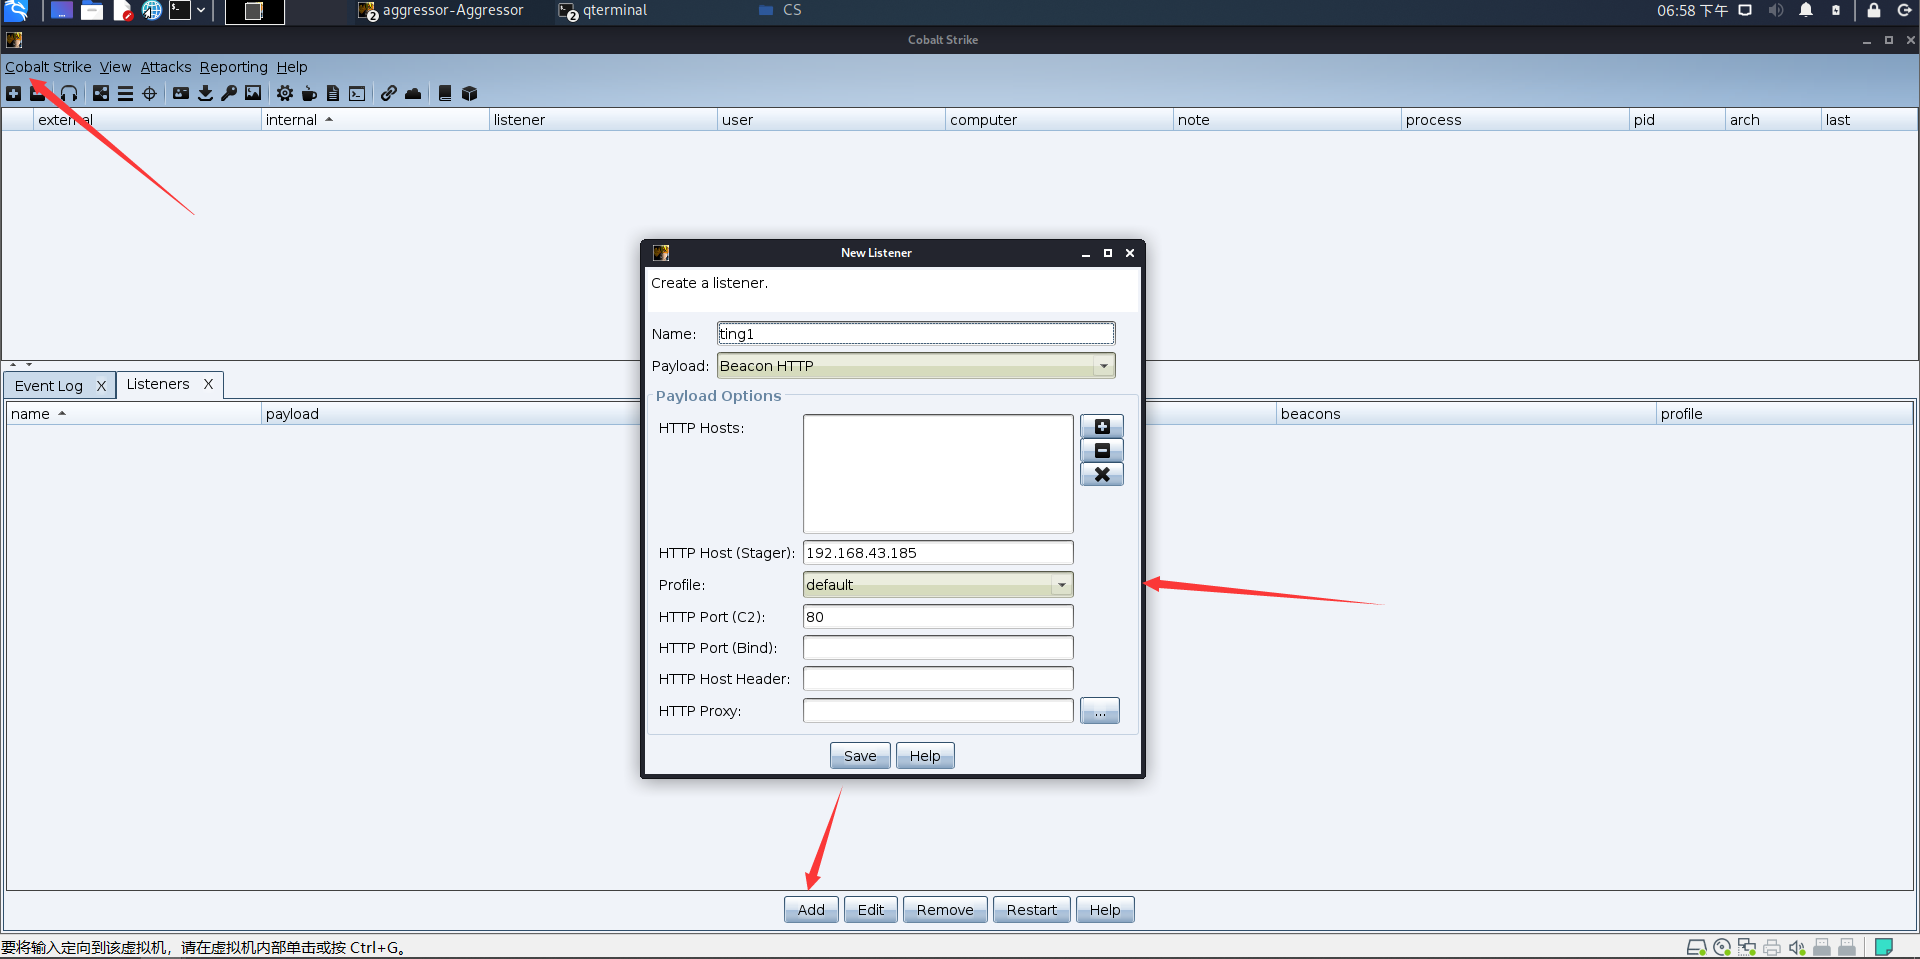 aggressor-Aggressor qterminal CS 06:58 下午
Cobalt Strike
Cobalt Strike View Attacks Reporting Help
external internal listener user computer note process pid arch last
New Listener
Create a listener.
Name: ting1
Payload: Beacon HTTP
Payload Options
HTTP Hosts:
HTTP Host (Stager): 192.168.43.185
Profile: default
HTTP Port (C2): 80
HTTP Port (Bind):
HTTP Host Header:
HTTP Proxy: ...
Save Help
Event Log X Listeners X
name payload beacons profile
Add Edit Remove Restart Help
要将输入定向到该虚拟机，请在虚拟机内部单击或按 Ctrl+G。